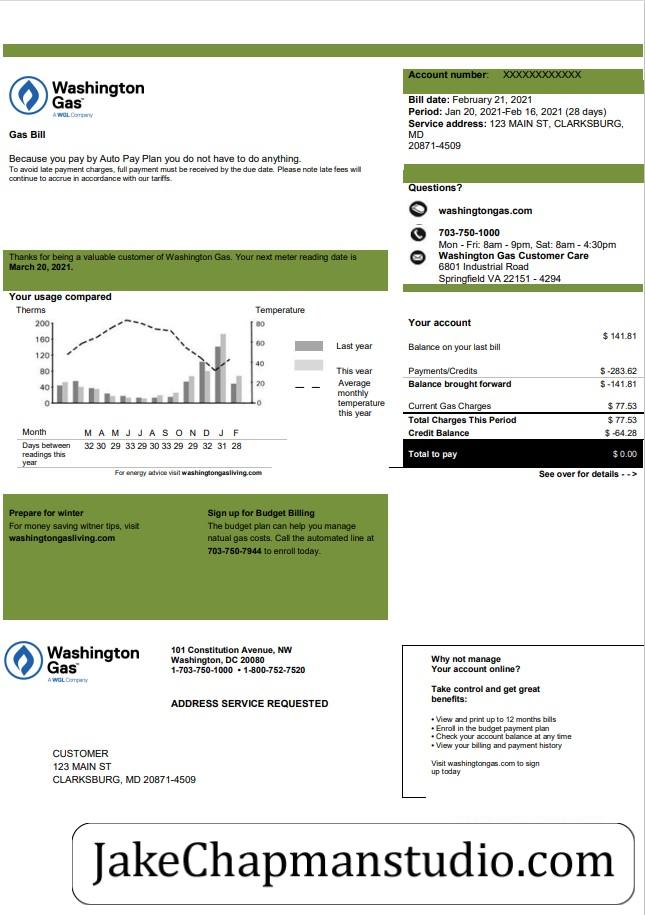 Washington
Gas
A WGL Company
Gas Bill
Because you pay by Auto Pay Plan you do not have to do anything.
To avoid late payment charges, full payment must be received by the due date. Please note late fees will
continue to accrue in accordance with our tariffs.
Account number: XXXXXXXXXXXX
Bill date: February 21, 2021
Period: Jan 20, 2021-Feb 16, 2021 (28 days)
Service address: 123 MAIN ST, CLARKSBURG,
MD
20871-4509
Questions?
washingtongas.com
703-750-1000
Mon - Fri: 8am - 9pm, Sat: 8am - 4:30pm
Washington Gas Customer Care
6801 Industrial Road
Springfield VA 22151 - 4294
Thanks for being a valuable customer of Washington Gas. Your next meter reading date is
March 20, 2021.
Your usage compared
Therms
Temperature
200
160
120
80
40
0
80
60
40
20
0
Last year
This year
Average
monthly
temperature
this year
Month M A M J J A S O N D J F
Days between
readings this
year
32 30 29 33 29 30 33 29 29 32 31 28
For energy advice visit washingtongasliving.com
Your account
$ 141.81
Balance on your last bill
Payments/Credits $ -283.62
Balance brought forward $ -141.81
Current Gas Charges $ 77.53
Total Charges This Period $ 77.53
Credit Balance $ -64.28
Total to pay $ 0.00
See over for details - - >
Prepare for winter
For money saving witner tips, visit
washingtongasliving.com
Sign up for Budget Billing
The budget plan can help you manage
natual gas costs. Call the automated line at
703-750-7944 to enroll today.
Washington
Gas
A WGL Company
101 Constitution Avenue, NW
Washington, DC 20080
1-703-750-1000 • 1-800-752-7520
ADDRESS SERVICE REQUESTED
CUSTOMER
123 MAIN ST
CLARKSBURG, MD 20871-4509
Why not manage
Your account online?
Take control and get great
benefits:
• View and print up to 12 months bills
• Enroll in the budget payment plan
• Check your account balance at any time
• View your billing and payment history
Visit washingtongas.com to sign
up today
JakeChapmanstudio.com